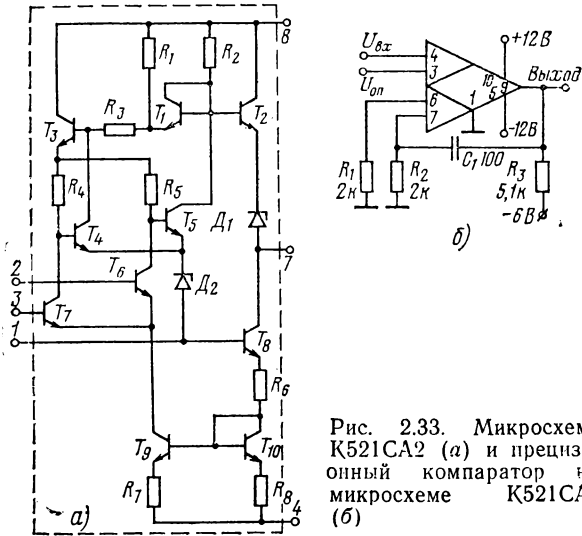 8
R₁
R₂
T₃
R₃
T₁
T₂
R₄
R₅
T₄
T₅
Д₁
7
2
T₆
Д₂
3
T₇
1
T₈
R₆
T₉
T₁₀
R₇
R₈
4
а)
Uвх
Uоп
+12В
4
3
10
5,9
Выход
6
7
1
-12В
C₁ 100
R₁
2к
R₂
2к
R₃
5,1к
-6В
б)
Рис. 2.33. Микросхем
К521СА2 (а) и прециз
онный компаратор н
микросхеме К521СА
(б)